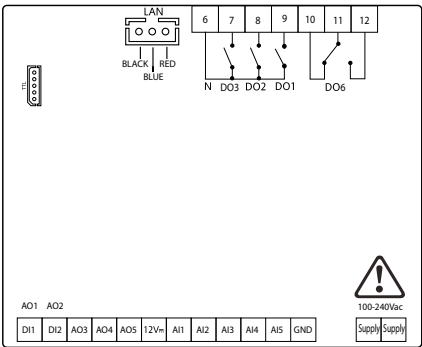 LAN
6 7 8 9 10 11 12
BLACK RED
BLUE
N DO3 DO2 DO1 DO6
TTL
100-240Vac
AO1 AO2
DI1 DI2 AO3 AO4 AO5 12V⎓ AI1 AI2 AI3 AI4 AI5 GND Supply Supply